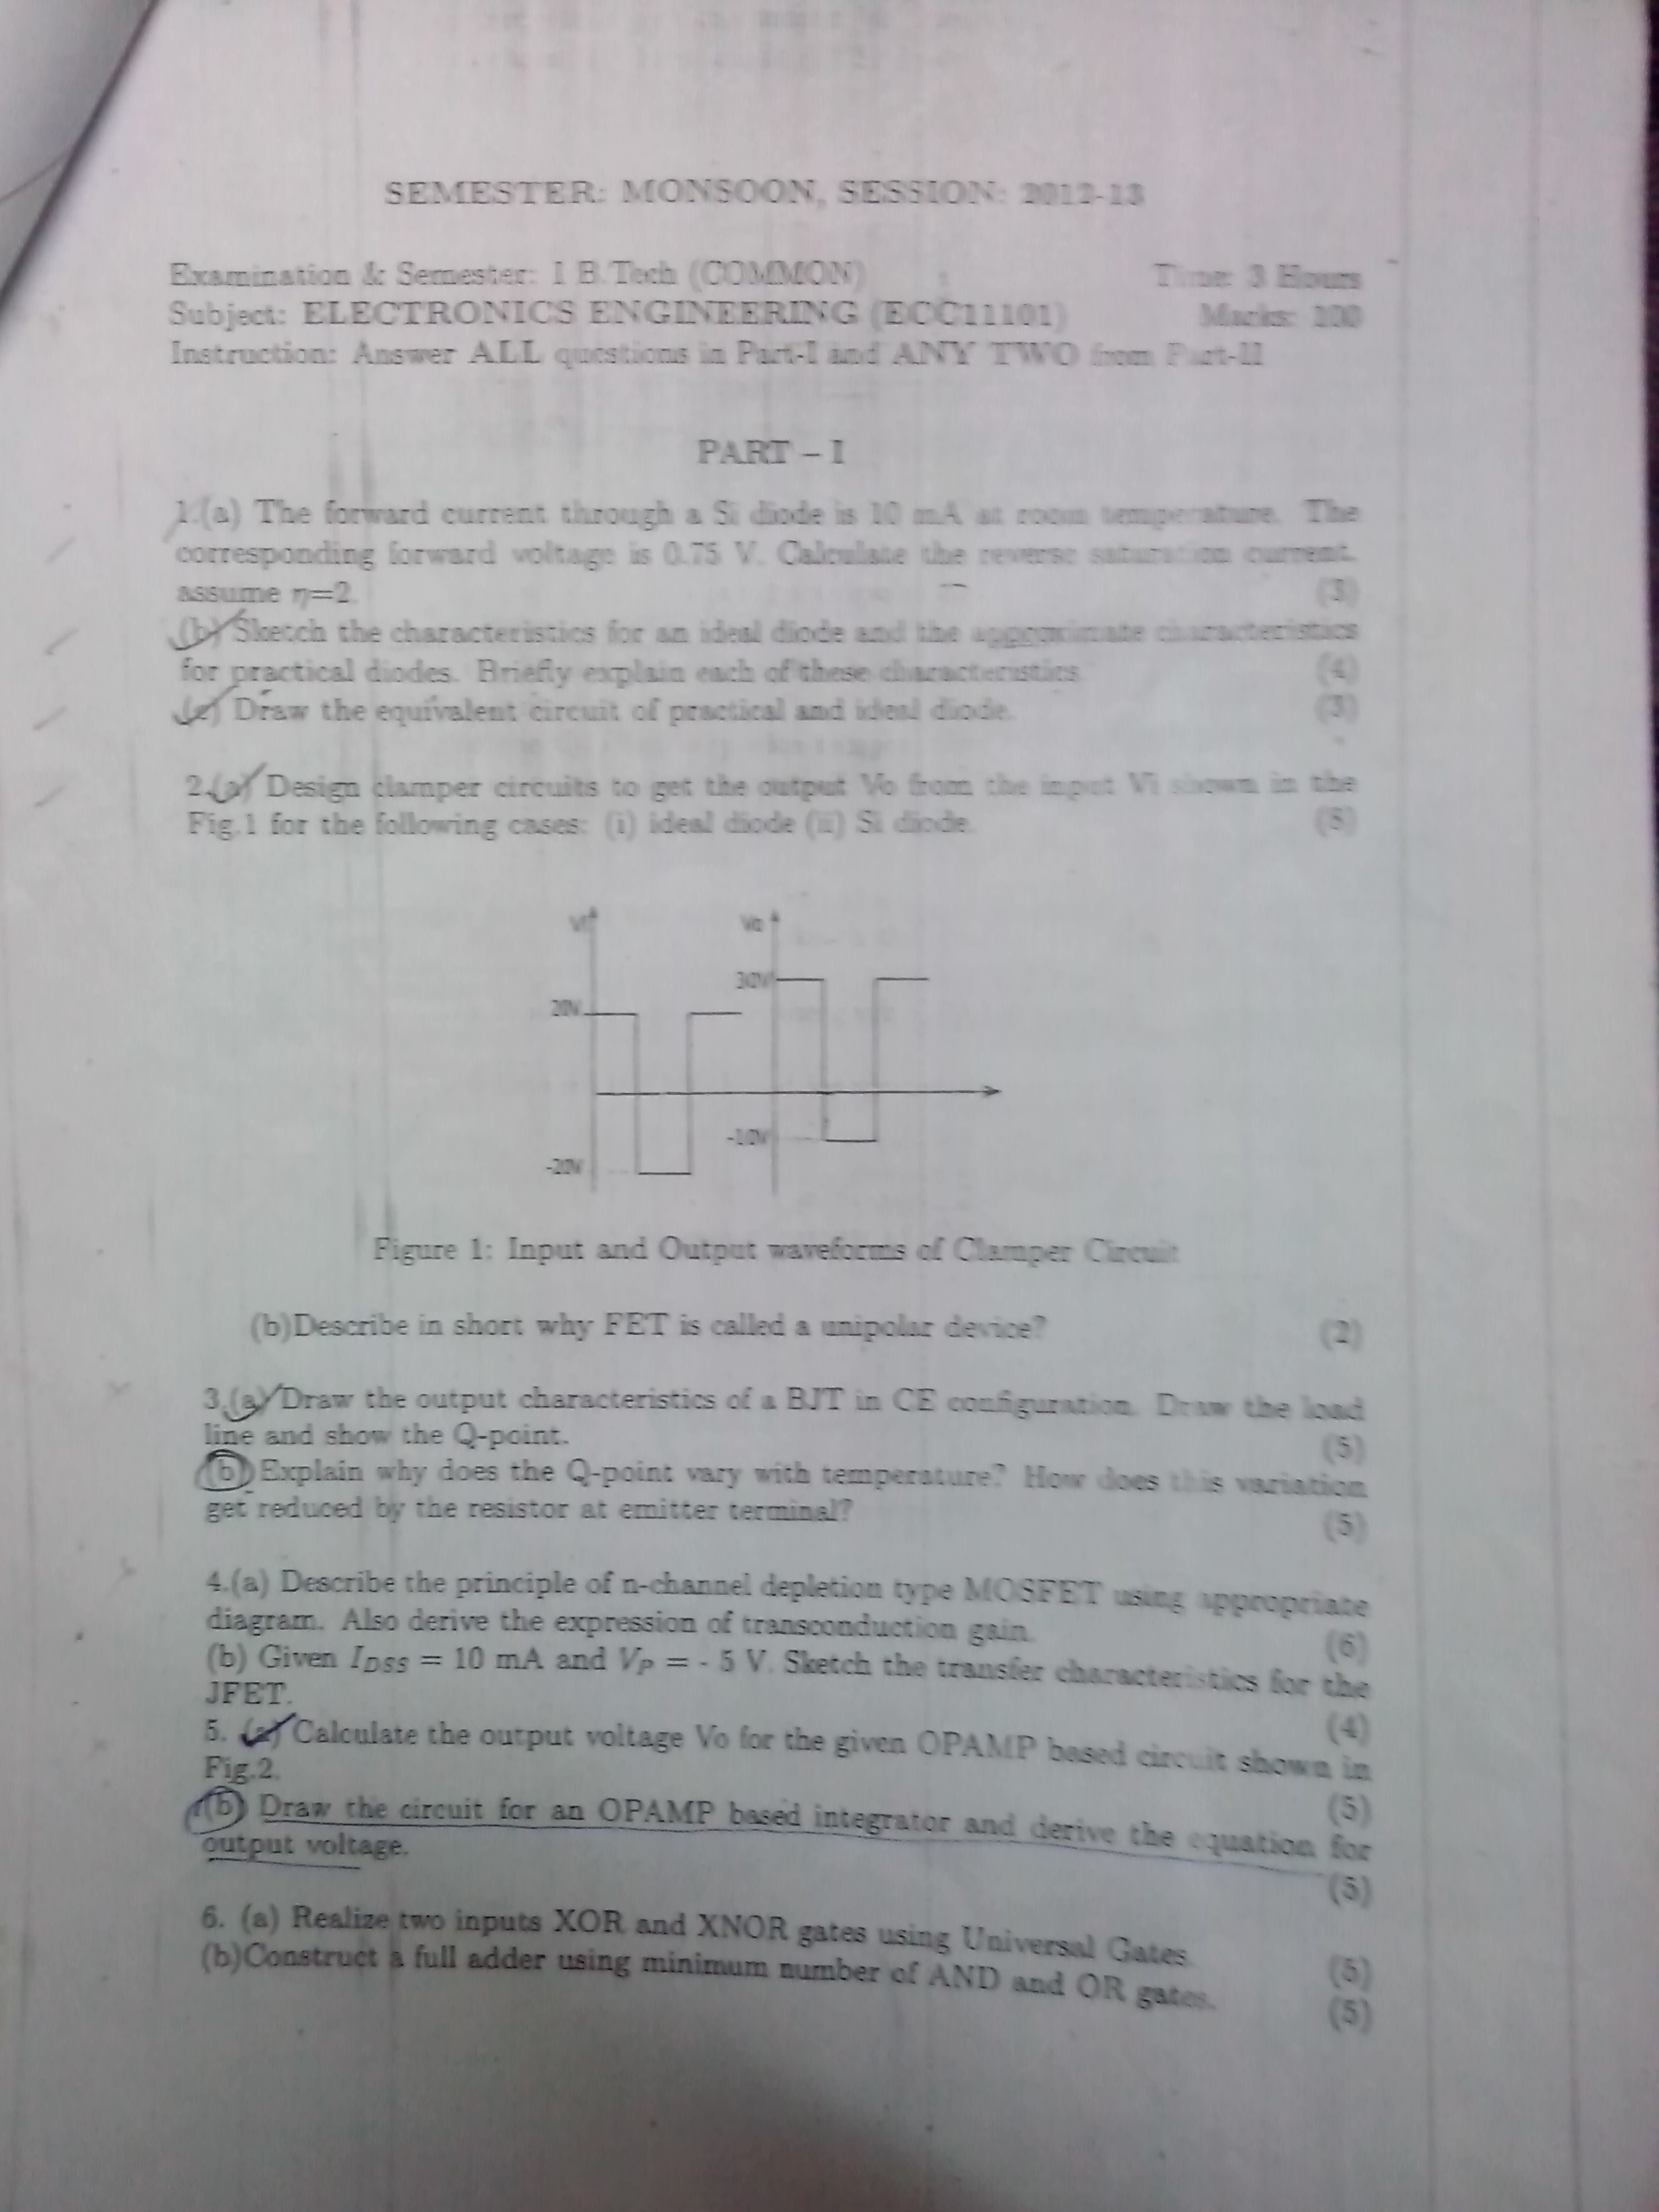 SEMESTER: MONSOON, SESSION: 2012-13
Examination & Semester: I B.Tech (COMMON) Time: 3 Hours
Subject: ELECTRONICS ENGINEERING (ECC11101) Marks: 100
Instruction: Answer ALL questions in Part-I and ANY TWO from Part-II
PART – I
1.(a) The forward current through a Si diode is 10 mA at room temperature. The
corresponding forward voltage is 0.75 V. Calculate the reverse saturation current.
assume η=2. (3)
(b) Sketch the characteristics for an ideal diode and the approximate characteristics
for practical diodes. Briefly explain each of these characteristics (4)
(c) Draw the equivalent circuit of practical and ideal diode. (3)
2.(a) Design clamper circuits to get the output Vo from the input Vi shown in the
Fig.1 for the following cases: (i) ideal diode (ii) Si diode. (8)
Vi Vo
30V
20V
-10V
-20V
Figure 1: Input and Output waveforms of Clamper Circuit
(b)Describe in short why FET is called a unipolar device? (2)
3.(a) Draw the output characteristics of a BJT in CE configuration. Draw the load
line and show the Q-point. (5)
(b) Explain why does the Q-point vary with temperature? How does this variation
get reduced by the resistor at emitter terminal? (5)
4.(a) Describe the principle of n-channel depletion type MOSFET using appropriate
diagram. Also derive the expression of transconduction gain. (6)
(b) Given I_DSS = 10 mA and V_P = - 5 V. Sketch the transfer characteristics for the
JFET. (4)
5. (a) Calculate the output voltage Vo for the given OPAMP based circuit shown in
Fig.2. (5)
(b) Draw the circuit for an OPAMP based integrator and derive the equation for
output voltage. (5)
6. (a) Realize two inputs XOR and XNOR gates using Universal Gates. (5)
(b)Construct a full adder using minimum number of AND and OR gates. (5)